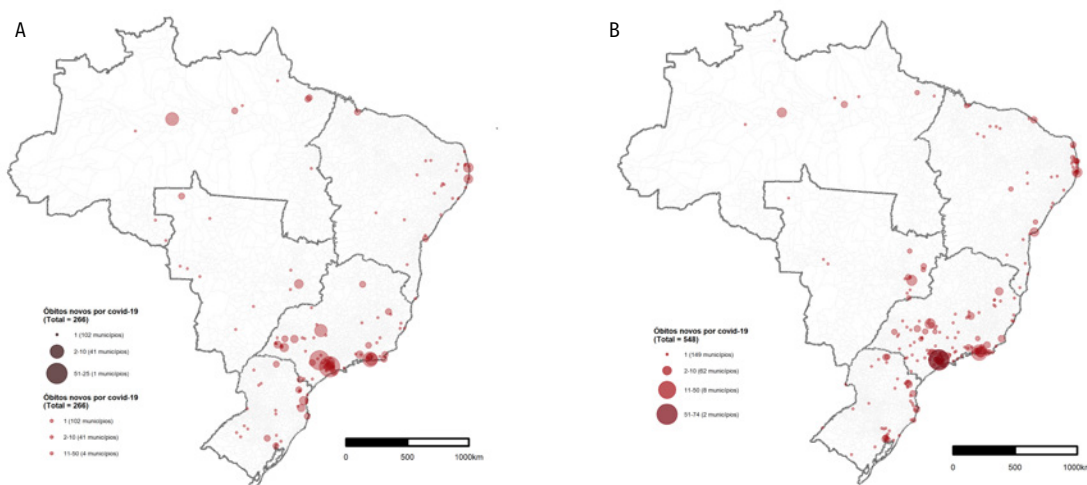 A
Óbitos novos por covid-19
(Total = 266)
1 (102 municípios)
2-10 (41 municípios)
51-25 (1 municípios)
Óbitos novos por covid-19
(Total = 266)
1 (102 municípios)
2-10 (41 municípios)
11-50 (4 municípios)
0 500 1000km
B
Óbitos novos por covid-19
(Total = 548)
1 (149 municípios)
2-10 (62 municípios)
11-50 (8 municípios)
51-74 (2 municípios)
0 500 1000km